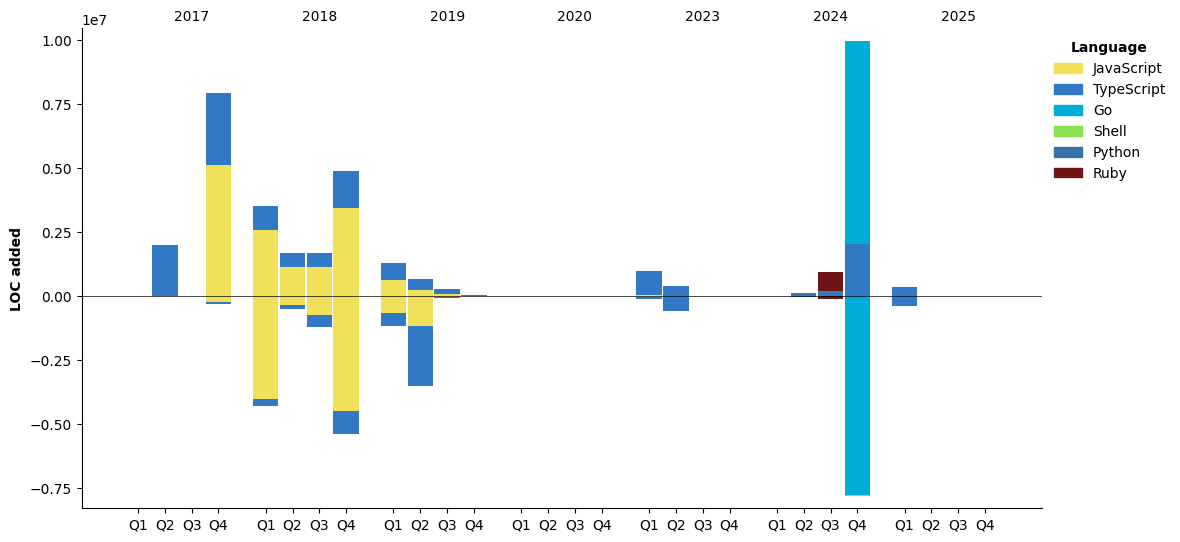 2017 2018 2019 2020 2023 2024 2025
1e7
1.00
0.75
0.50
0.25
0.00
−0.25
−0.50
−0.75
LOC added
Q1 Q2 Q3 Q4 Q1 Q2 Q3 Q4 Q1 Q2 Q3 Q4 Q1 Q2 Q3 Q4 Q1 Q2 Q3 Q4 Q1 Q2 Q3 Q4 Q1 Q2 Q3 Q4
Language
JavaScript
TypeScript
Go
Shell
Python
Ruby